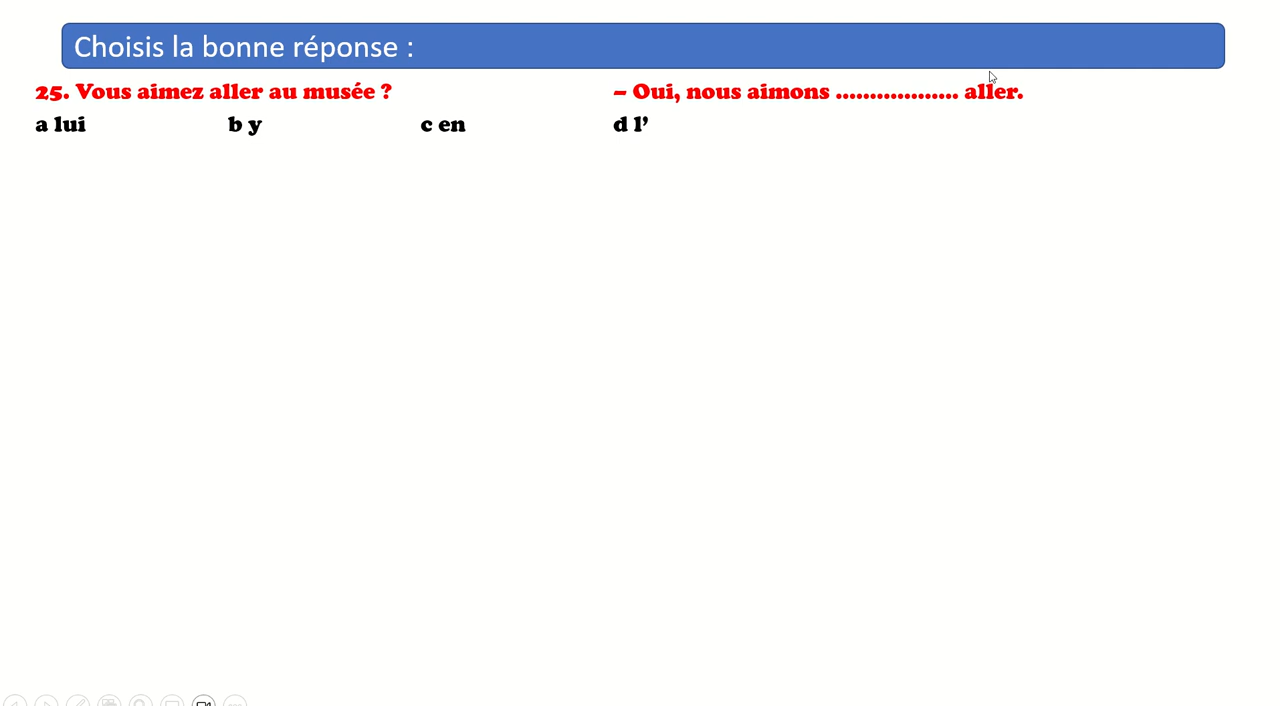 Choisis la bonne réponse :
25. Vous aimez aller au musée ? – Oui, nous aimons .................. aller.
a lui b y c en d l’